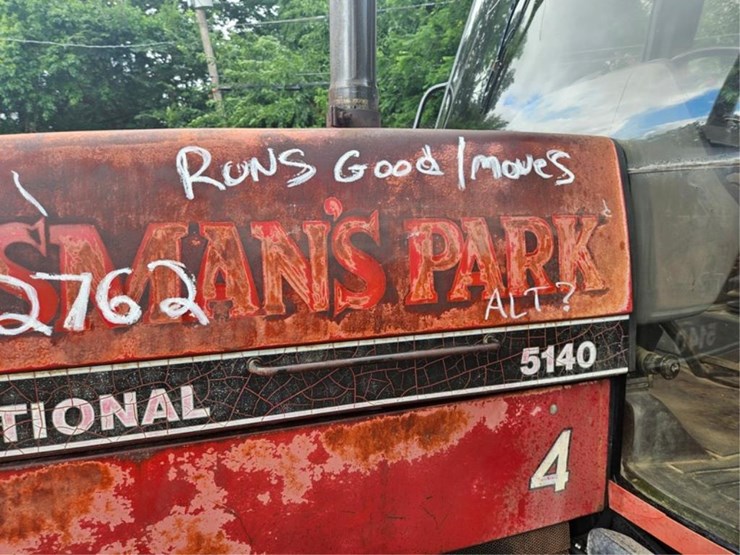 RUNS Good / moves
SMAN'S PARK
2762
ALT?
TIONAL
5140
4